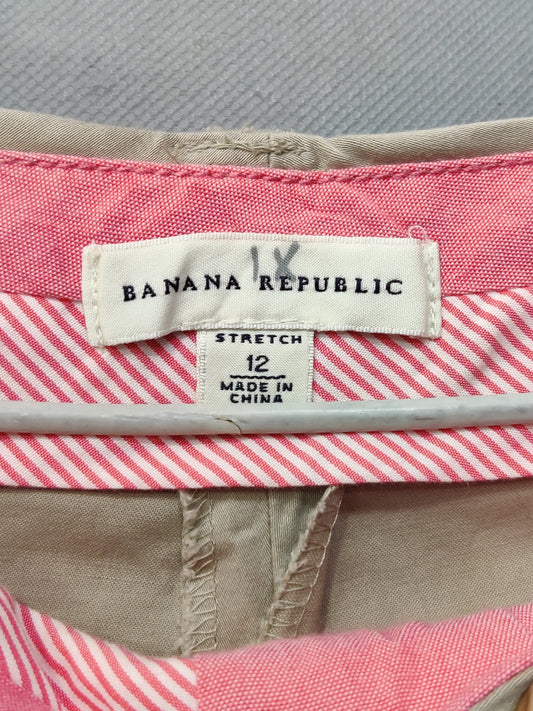 1X
BANANA REPUBLIC
STRETCH
12
MADE IN
CHINA